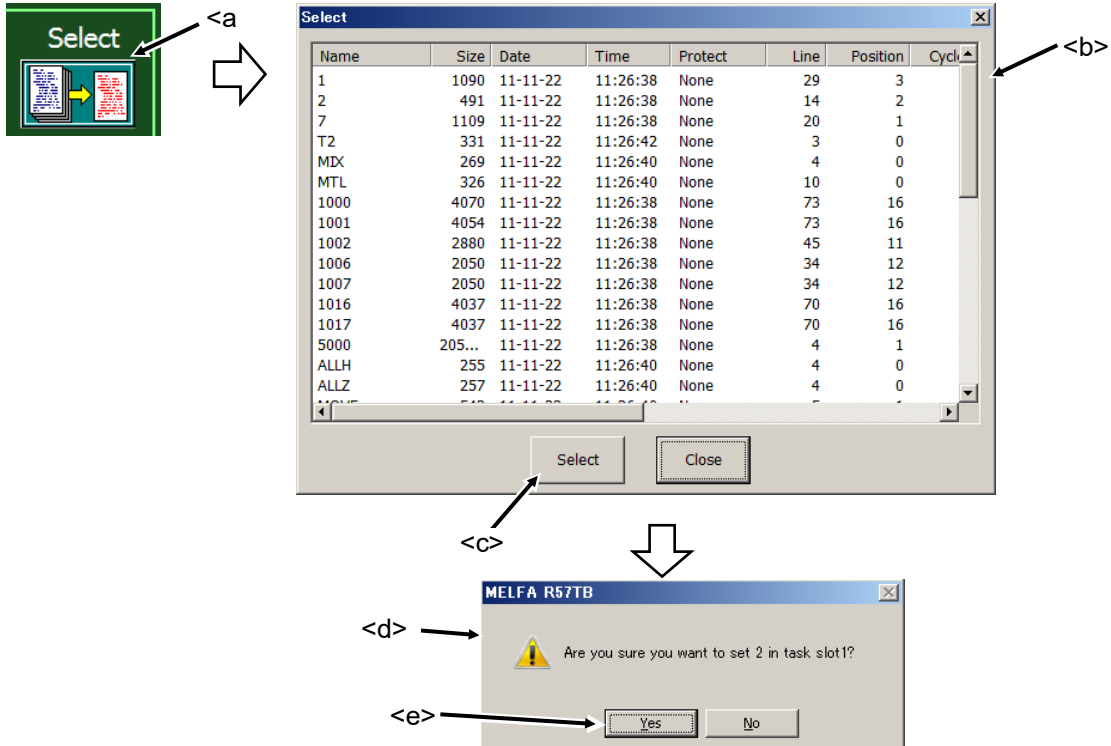 <a
Select
Select
<b>
Name Size Date Time Protect Line Position Cycl
1 1090 11-11-22 11:26:38 None 29 3
2 491 11-11-22 11:26:38 None 14 2
7 1109 11-11-22 11:26:38 None 20 1
T2 331 11-11-22 11:26:42 None 3 0
MIX 269 11-11-22 11:26:40 None 4 0
MTL 326 11-11-22 11:26:40 None 10 0
1000 4070 11-11-22 11:26:38 None 73 16
1001 4054 11-11-22 11:26:38 None 73 16
1002 2880 11-11-22 11:26:38 None 45 11
1006 2050 11-11-22 11:26:38 None 34 12
1007 2050 11-11-22 11:26:38 None 34 12
1016 4037 11-11-22 11:26:38 None 70 16
1017 4037 11-11-22 11:26:38 None 70 16
5000 205... 11-11-22 11:26:38 None 4 1
ALLH 255 11-11-22 11:26:40 None 4 0
ALLZ 257 11-11-22 11:26:40 None 4 0
Select Close
<c>
MELFA R57TB
<d>
Are you sure you want to set 2 in task slot1?
<e>
Yes No